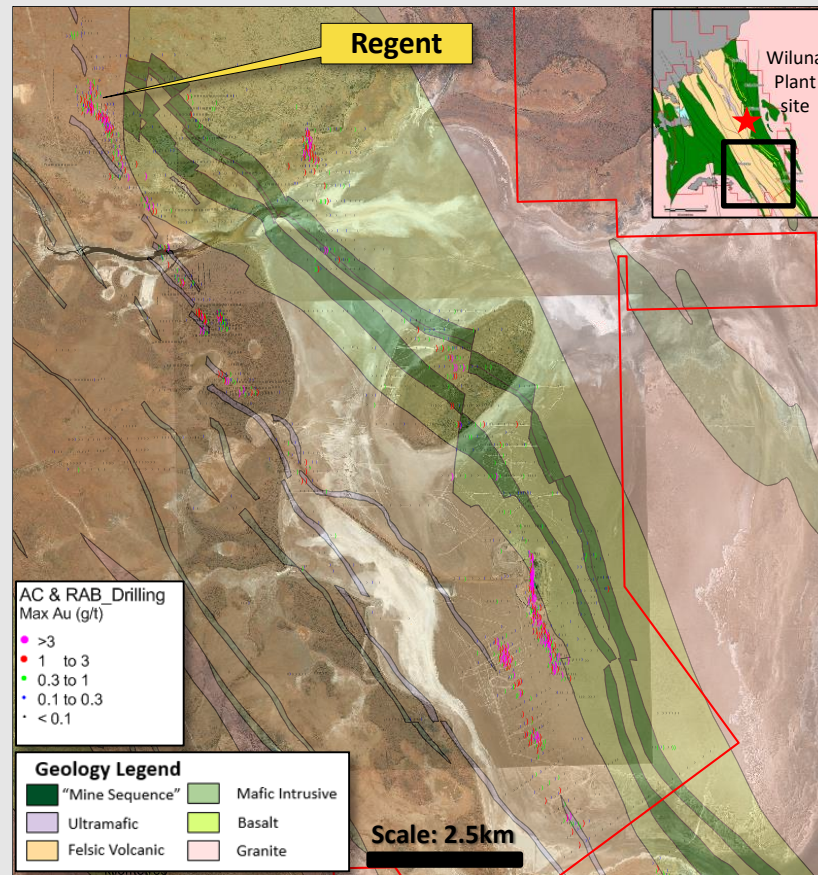 Regent
Wiluna
Plant
site
AC & RAB_Drilling
Max Au (g/t)
>3
1 to 3
0.3 to 1
0.1 to 0.3
< 0.1
Geology Legend
"Mine Sequence"
Mafic Intrusive
Ultramafic
Basalt
Felsic Volcanic
Granite
Scale: 2.5km